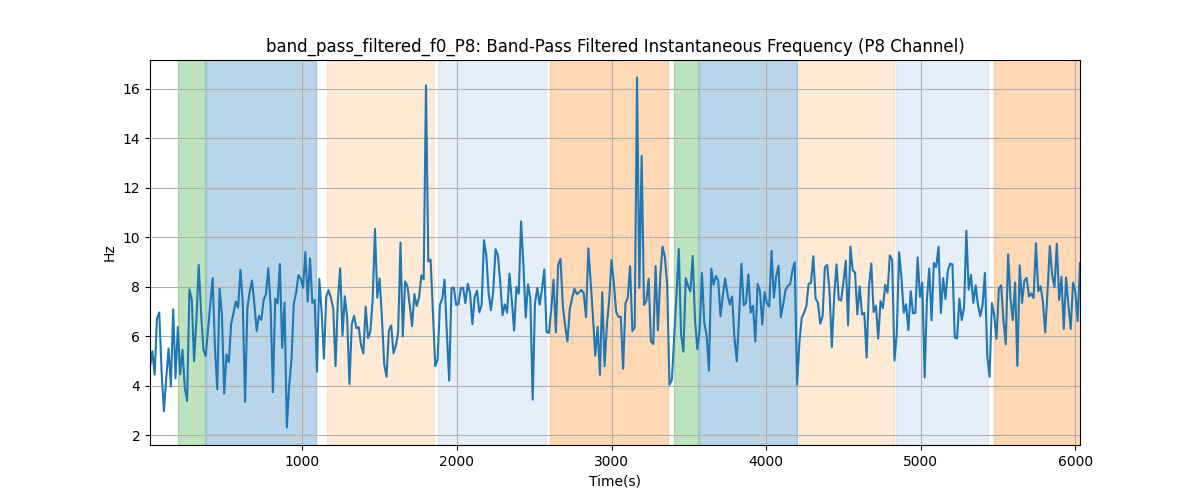 band_pass_filtered_f0_P8: Band-Pass Filtered Instantaneous Frequency (P8 Channel)
16
14
12
10
8
6
4
2
Hz
1000 2000 3000 4000 5000 6000
Time(s)